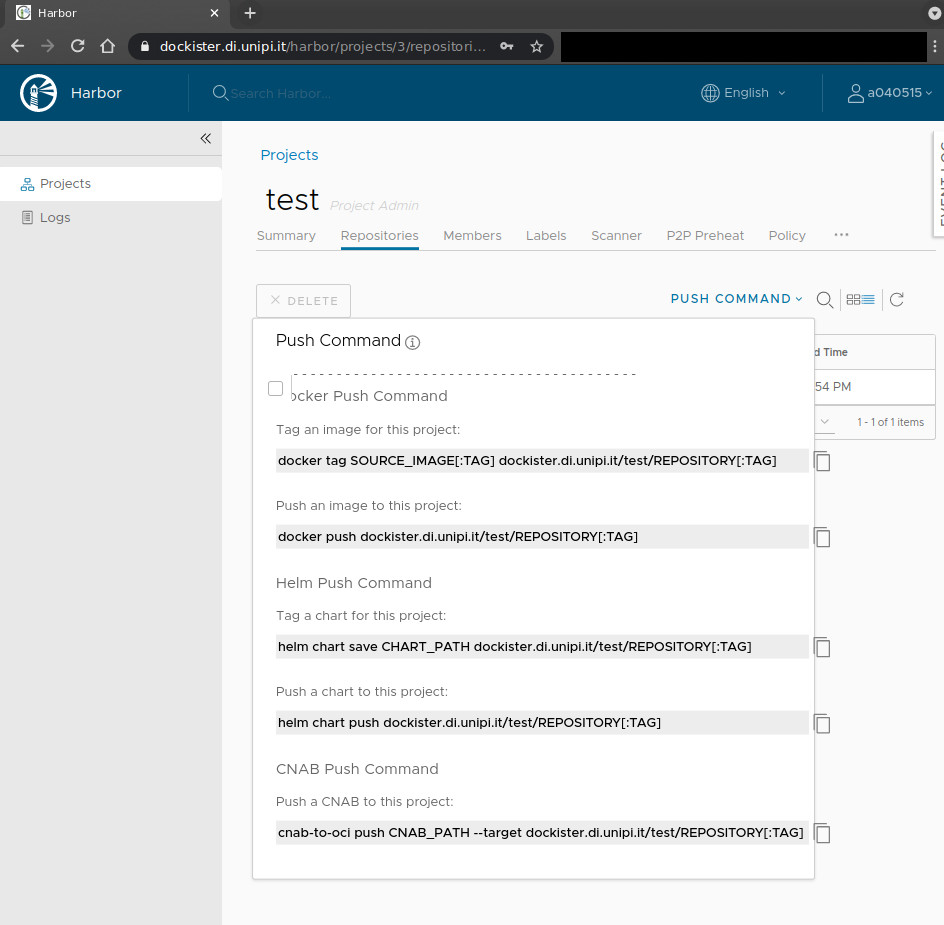 Harbor
dockister.di.unipi.it/harbor/projects/3/repositori...
Harbor
Search Harbor...
English
a040515
Projects
Logs
Projects
test Project Admin
EVENT LOG
Summary Repositories Members Labels Scanner P2P Preheat Policy ...
DELETE
PUSH COMMAND
Push Command
d Time
54 PM
1 - 1 of 1 items
ocker Push Command
Tag an image for this project:
docker tag SOURCE_IMAGE[:TAG] dockister.di.unipi.it/test/REPOSITORY[:TAG]
Push an image to this project:
docker push dockister.di.unipi.it/test/REPOSITORY[:TAG]
Helm Push Command
Tag a chart for this project:
helm chart save CHART_PATH dockister.di.unipi.it/test/REPOSITORY[:TAG]
Push a chart to this project:
helm chart push dockister.di.unipi.it/test/REPOSITORY[:TAG]
CNAB Push Command
Push a CNAB to this project:
cnab-to-oci push CNAB_PATH --target dockister.di.unipi.it/test/REPOSITORY[:TAG]